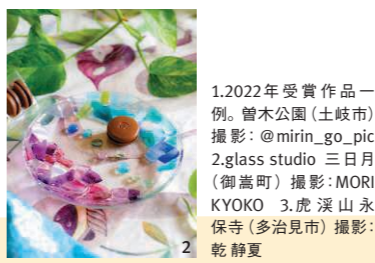 2
1.2022年受賞作品一
例。曽木公園（土岐市）
撮影：@mirin_go_pic
2.glass studio 三日月
（御嵩町）撮影：MORI
KYOKO 3.虎渓山永
保寺（多治見市）撮影：
乾 静夏